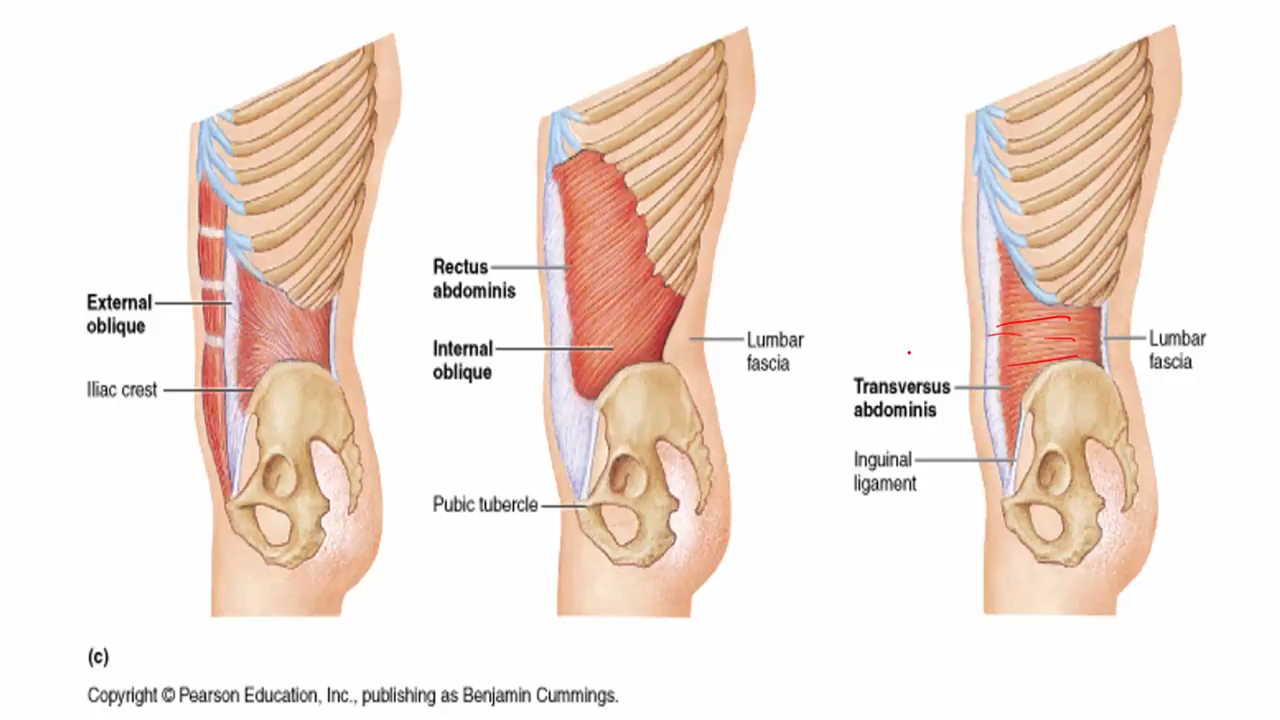 External
oblique
Iliac crest
Rectus
abdominis
Internal
oblique
Lumbar
fascia
Pubic tubercle
Transversus
abdominis
Inguinal
ligament
Lumbar
fascia
(c)
Copyright © Pearson Education, Inc., publishing as Benjamin Cummings.